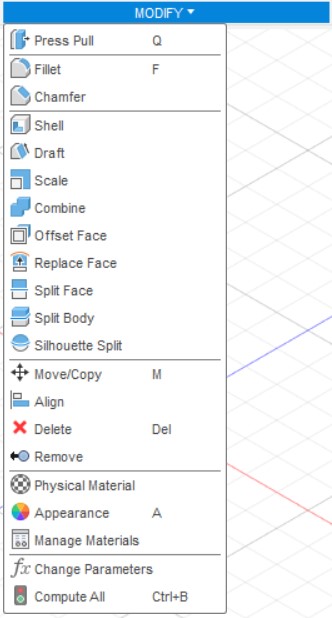 MODIFY
Press Pull Q
Fillet F
Chamfer
Shell
Draft
Scale
Combine
Offset Face
Replace Face
Split Face
Split Body
Silhouette Split
Move/Copy M
Align
Delete Del
Remove
Physical Material
Appearance A
Manage Materials
fx Change Parameters
Compute All Ctrl+B